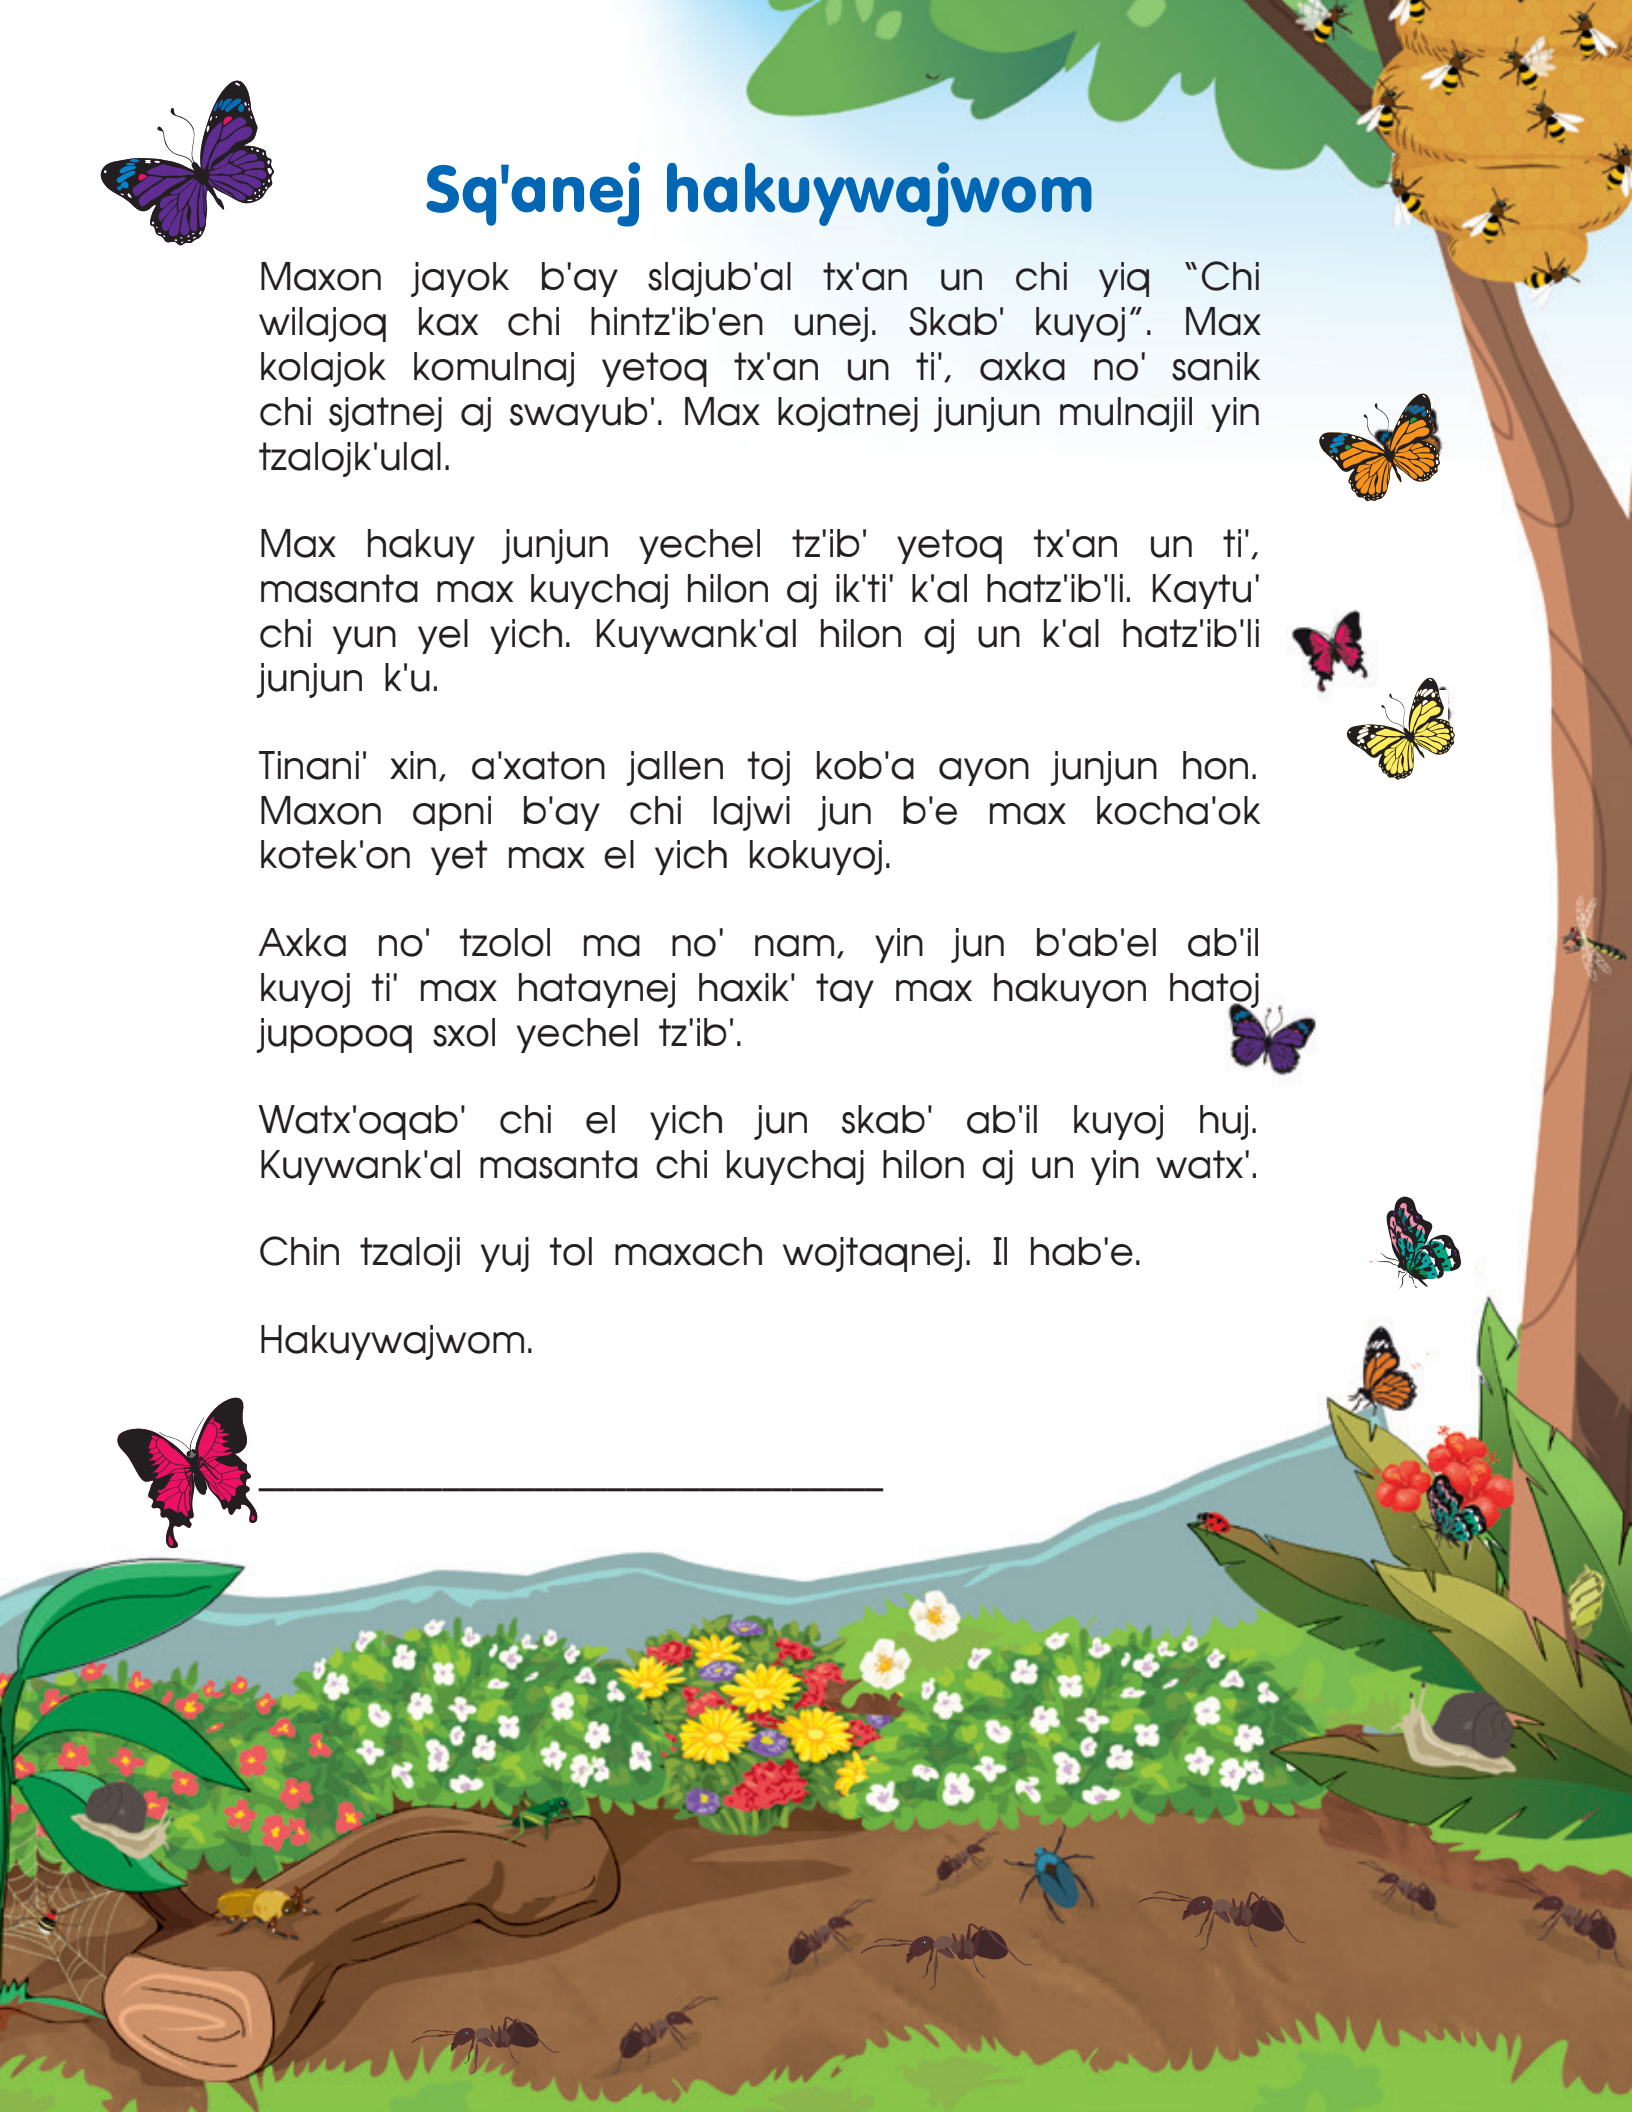 Sq'anej hakuywajwom
Maxon jayok b'ay slajub'al tx'an un chi yiq “Chi
wilajoq kax chi hintz'ib'en unej. Skab' kuyoj”. Max
kolajok komulnaj yetoq tx'an un ti', axka no' sanik
chi sjatnej aj swayub'. Max kojatnej junjun mulnajil yin
tzalojk'ulal.
Max hakuy junjun yechel tz'ib' yetoq tx'an un ti',
masanta max kuychaj hilon aj ik'ti' k'al hatz'ib'li. Kaytu'
chi yun yel yich. Kuywank'al hilon aj un k'al hatz'ib'li
junjun k'u.
Tinani' xin, a'xaton jallen toj kob'a ayon junjun hon.
Maxon apni b'ay chi lajwi jun b'e max kocha'ok
kotek'on yet max el yich kokuyoj.
Axka no' tzolol ma no' nam, yin jun b'ab'el ab'il
kuyoj ti' max hataynej haxik' tay max hakuyon hatoj
jupopoq sxol yechel tz'ib'.
Watx'oqab' chi el yich jun skab' ab'il kuyoj huj.
Kuywank'al masanta chi kuychaj hilon aj un yin watx'.
Chin tzaloji yuj tol maxach wojtaqnej. Il hab'e.
Hakuywajwom.